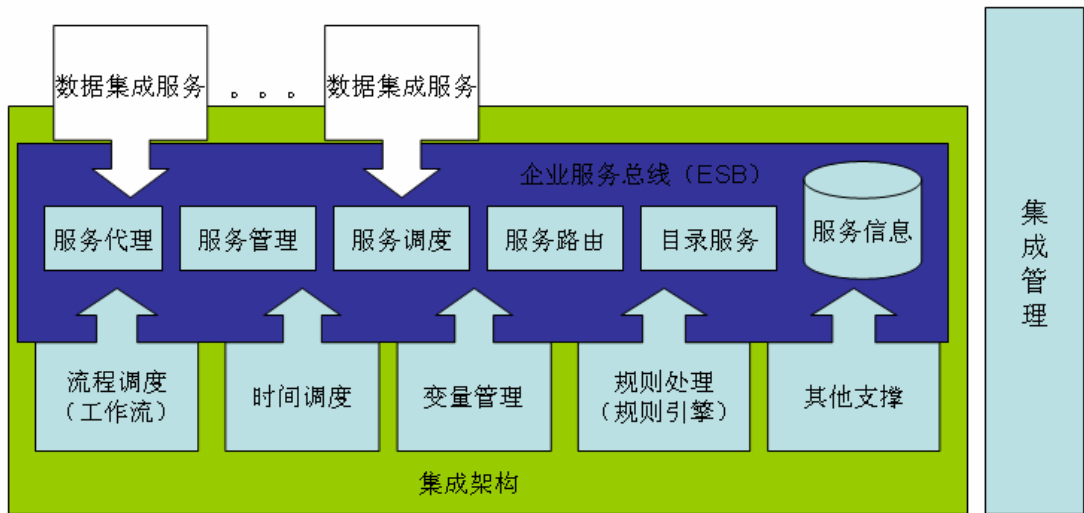 数据集成服务
。。。
数据集成服务
企业服务总线（ESB）
服务代理
服务管理
服务调度
服务路由
目录服务
服务信息
流程调度
（工作流）
时间调度
变量管理
规则处理
（规则引擎）
其他支撑
集成架构
集
成
管
理